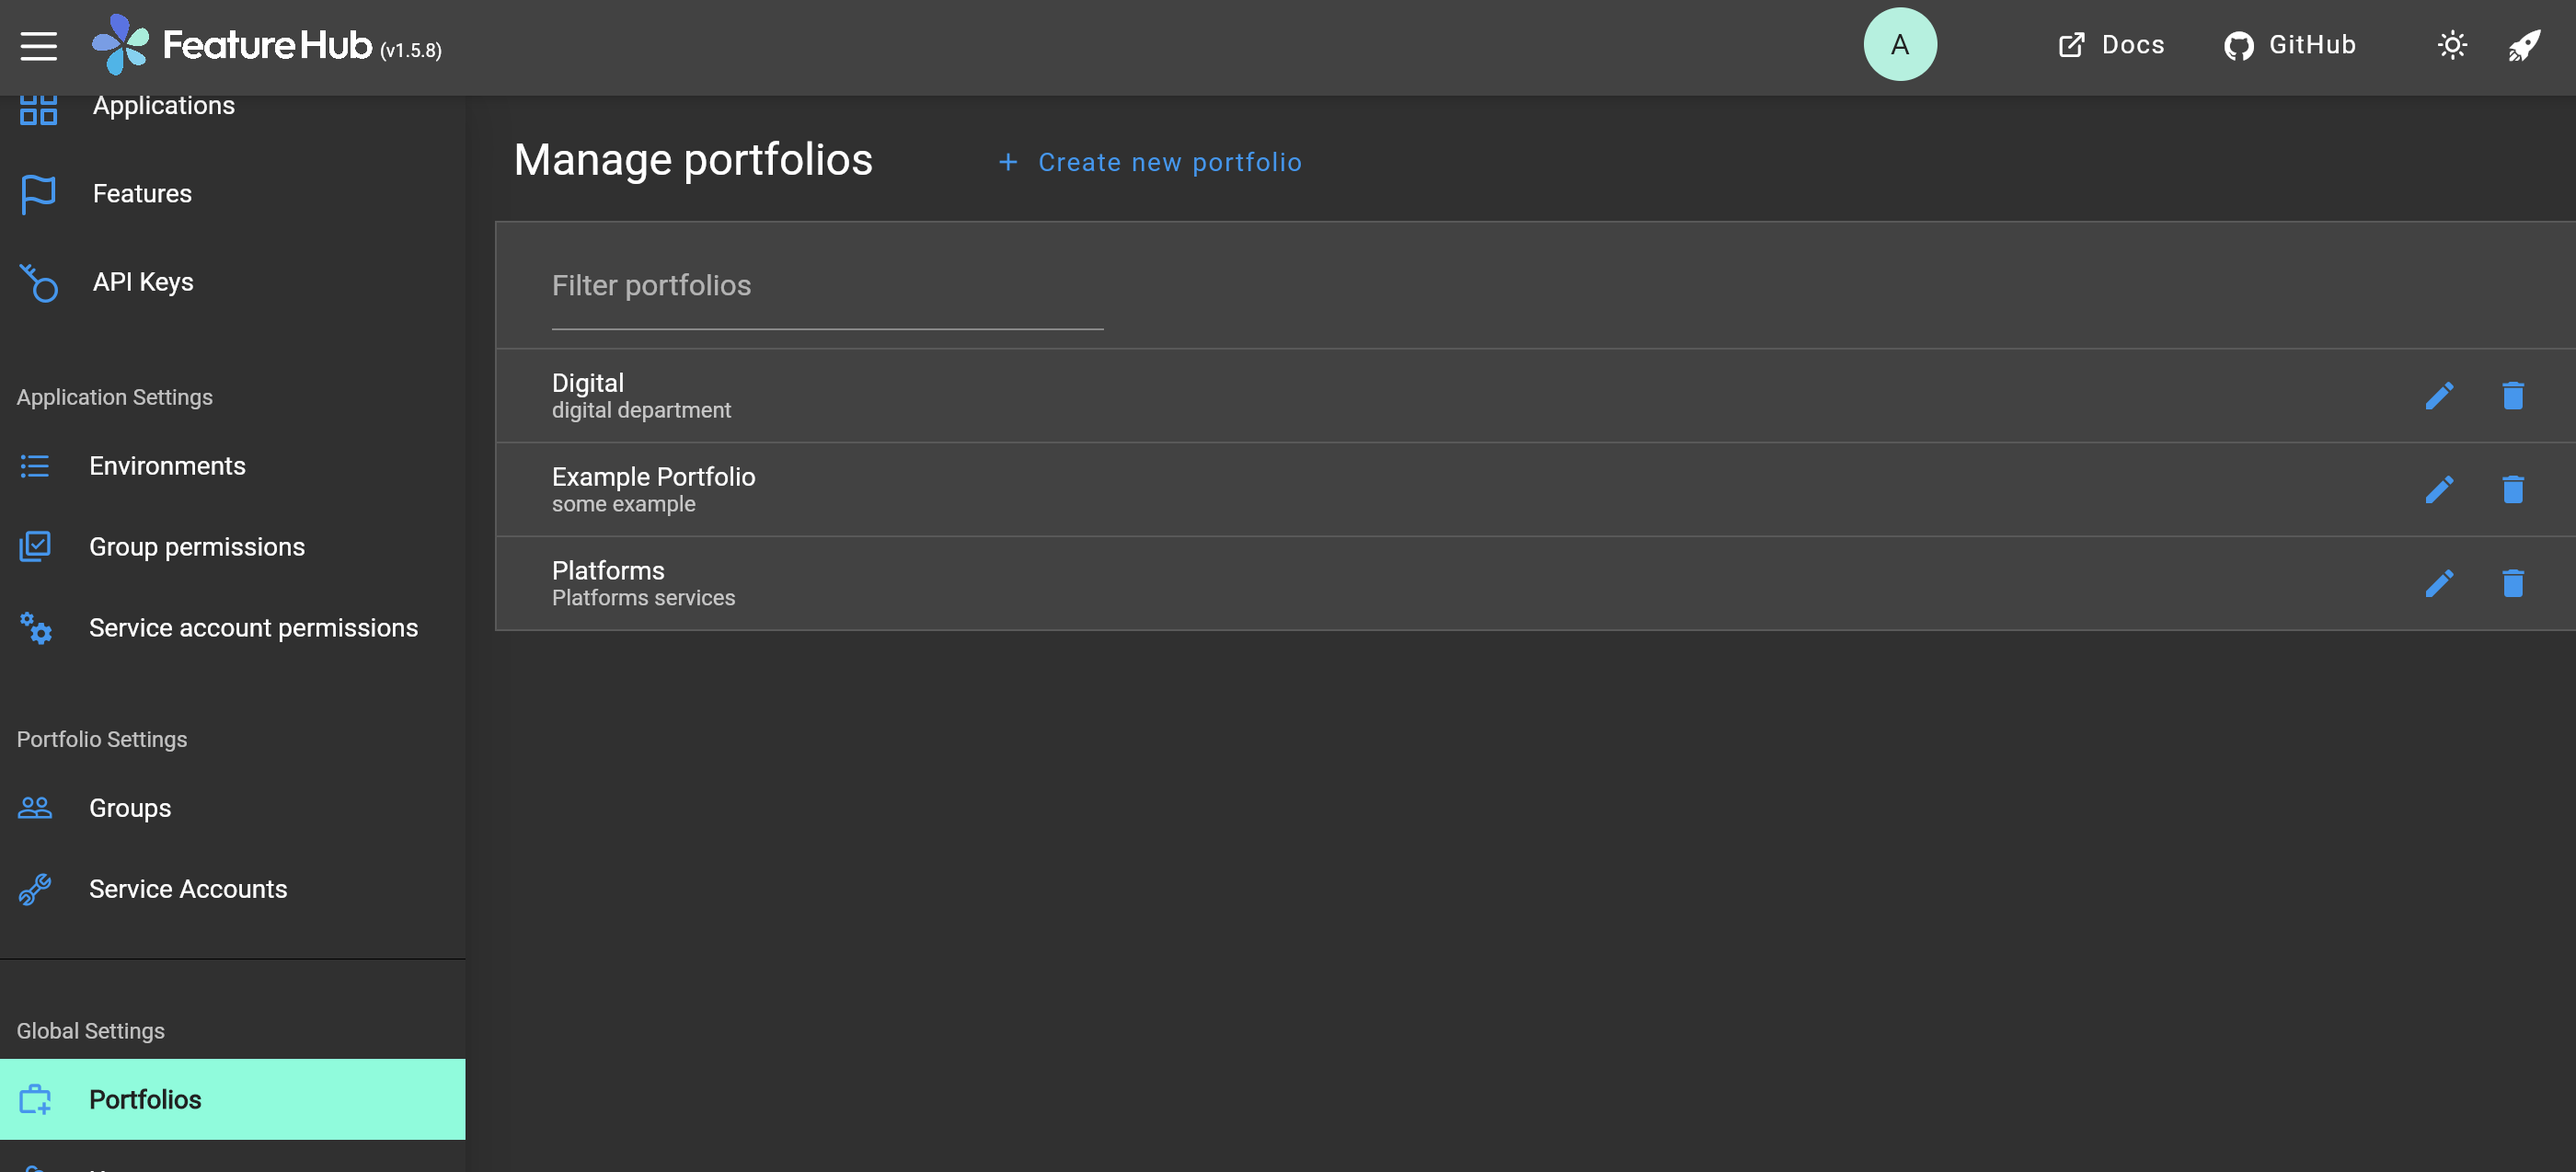 FeatureHub (v1.5.8)
A
Docs
GitHub
Applications
Features
API Keys
Application Settings
Environments
Group permissions
Service account permissions
Portfolio Settings
Groups
Service Accounts
Global Settings
Portfolios
Manage portfolios
+ Create new portfolio
Filter portfolios
Digital
digital department
Example Portfolio
some example
Platforms
Platforms services